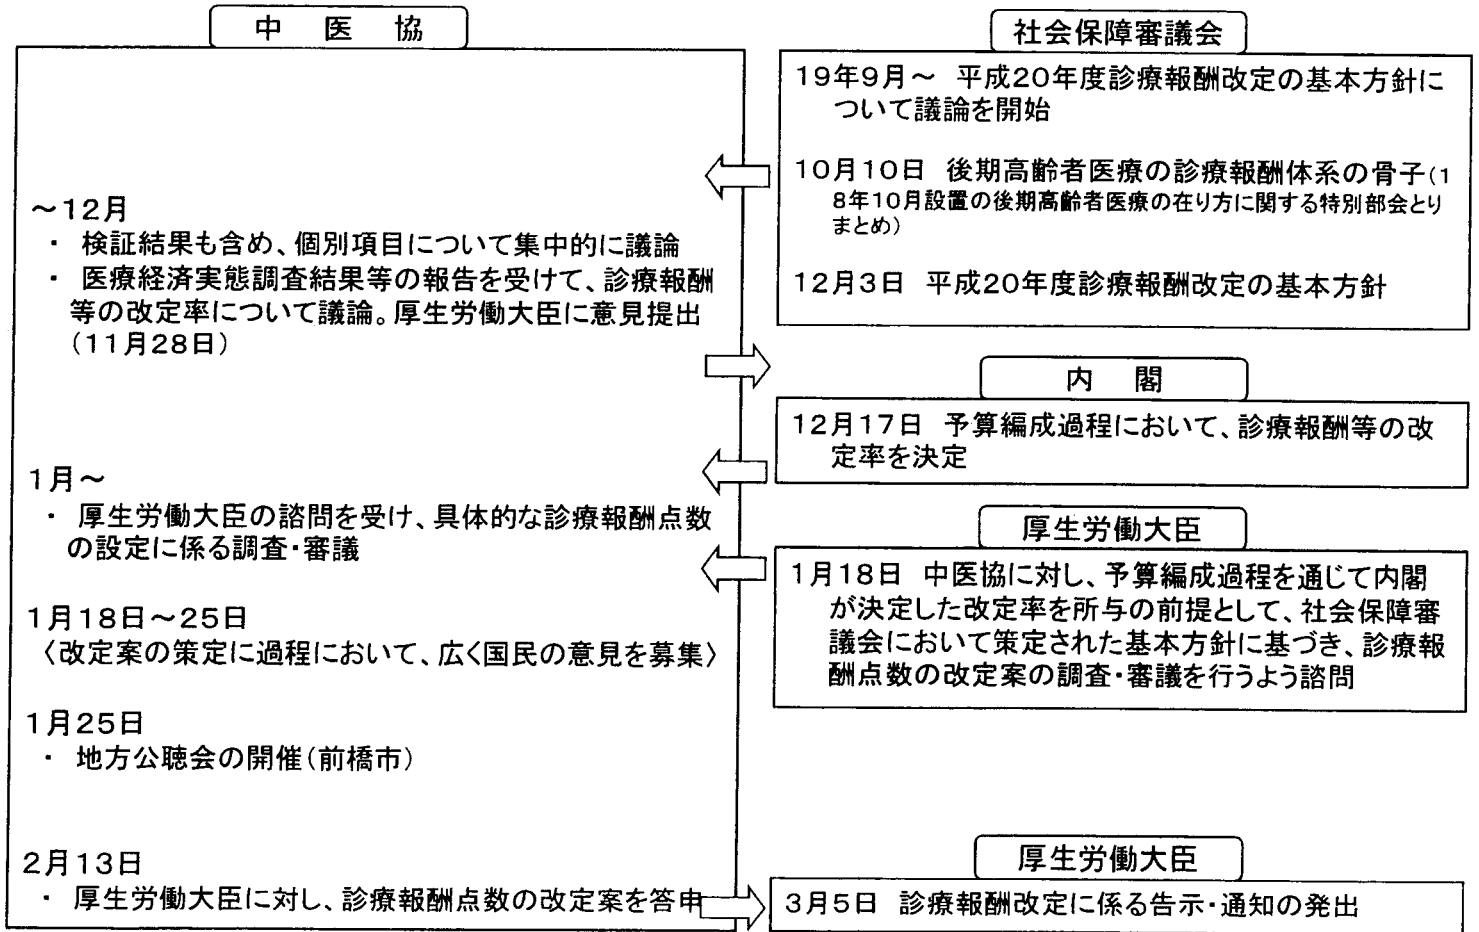 中　医　協
～12月
・ 検証結果も含め、個別項目について集中的に議論
・ 医療経済実態調査結果等の報告を受けて、診療報酬
等の改定率について議論。厚生労働大臣に意見提出
（11月28日）
1月～
・ 厚生労働大臣の諮問を受け、具体的な診療報酬点数
の設定に係る調査・審議
1月18日～25日
〈改定案の策定に過程において、広く国民の意見を募集〉
1月25日
・ 地方公聴会の開催（前橋市）
2月13日
・ 厚生労働大臣に対し、診療報酬点数の改定案を答申
社会保障審議会
19年9月～ 平成20年度診療報酬改定の基本方針に
ついて議論を開始
10月10日 後期高齢者医療の診療報酬体系の骨子（1
8年10月設置の後期高齢者医療の在り方に関する特別部会とり
まとめ）
12月3日 平成20年度診療報酬改定の基本方針
内　閣
12月17日 予算編成過程において、診療報酬等の改
定率を決定
厚生労働大臣
1月18日 中医協に対し、予算編成過程を通じて内閣
が決定した改定率を所与の前提として、社会保障審
議会において策定された基本方針に基づき、診療報
酬点数の改定案の調査・審議を行うよう諮問
厚生労働大臣
3月5日 診療報酬改定に係る告示・通知の発出